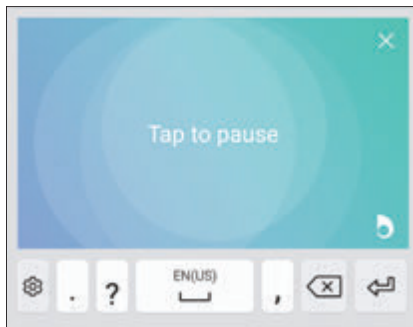 Tap to pause
. ? EN(US) ,